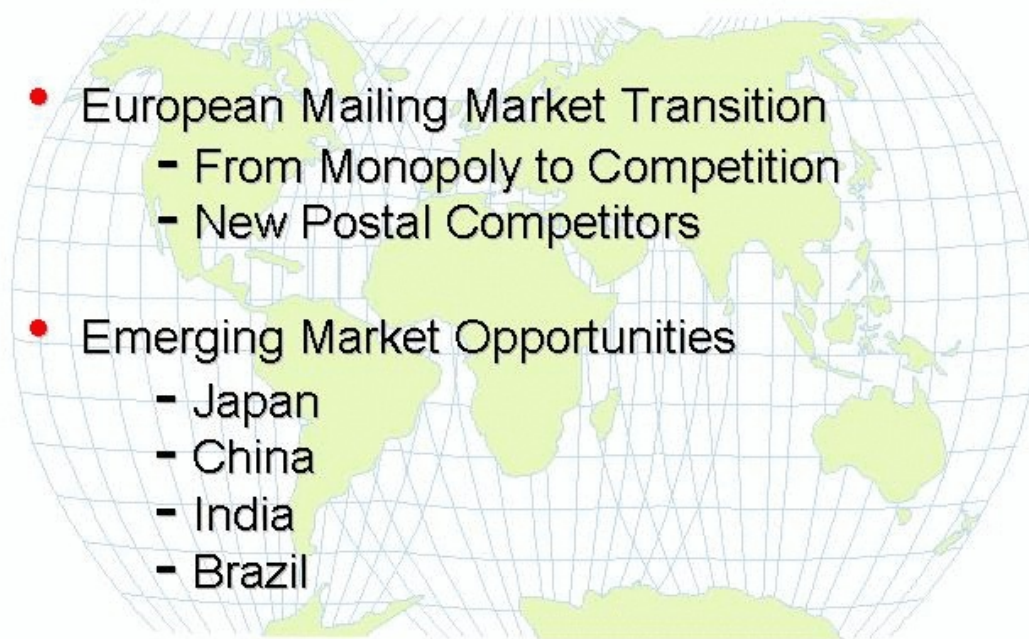 • European Mailing Market Transition
- From Monopoly to Competition
- New Postal Competitors
• Emerging Market Opportunities
- Japan
- China
- India
- Brazil